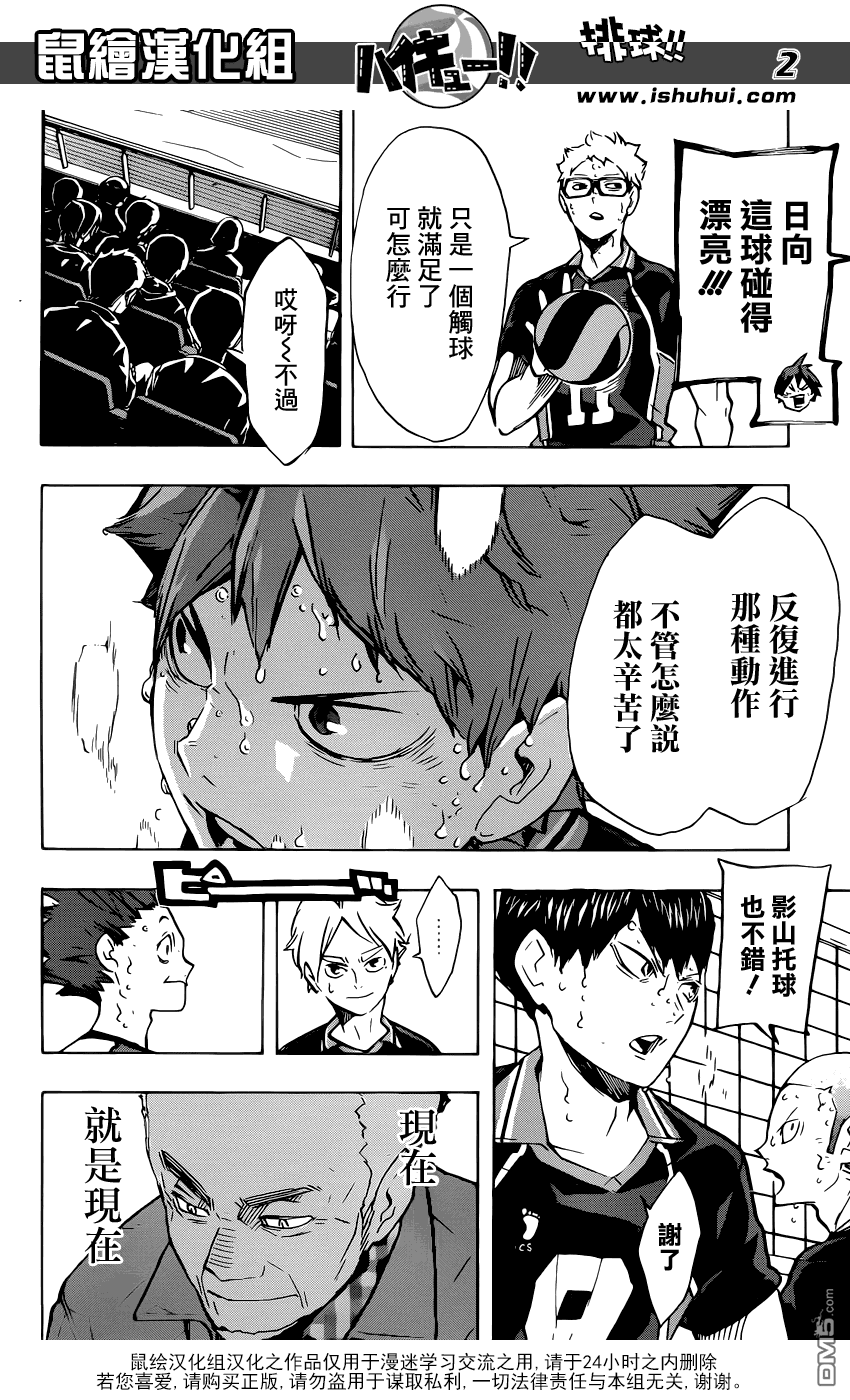 鼠繪漢化組
ハイキュー!!
排球!!
2
www.ishuhui.com
日向
這球碰得
漂亮!!!
只是一個觸球
就滿足了
可怎麼行
11
哎呀~不過
反復進行
那種動作
不管怎麼説
都太辛苦了
影山托球
也不錯!
謝了
CS
……
現在
就是現在
DM5.com
鼠绘汉化组汉化之作品仅用于漫迷学习交流之用, 请于24小时之内删除
若您喜爱, 请购买正版, 请勿盗用于谋取私利, 一切法律责任与本组无关, 谢谢。